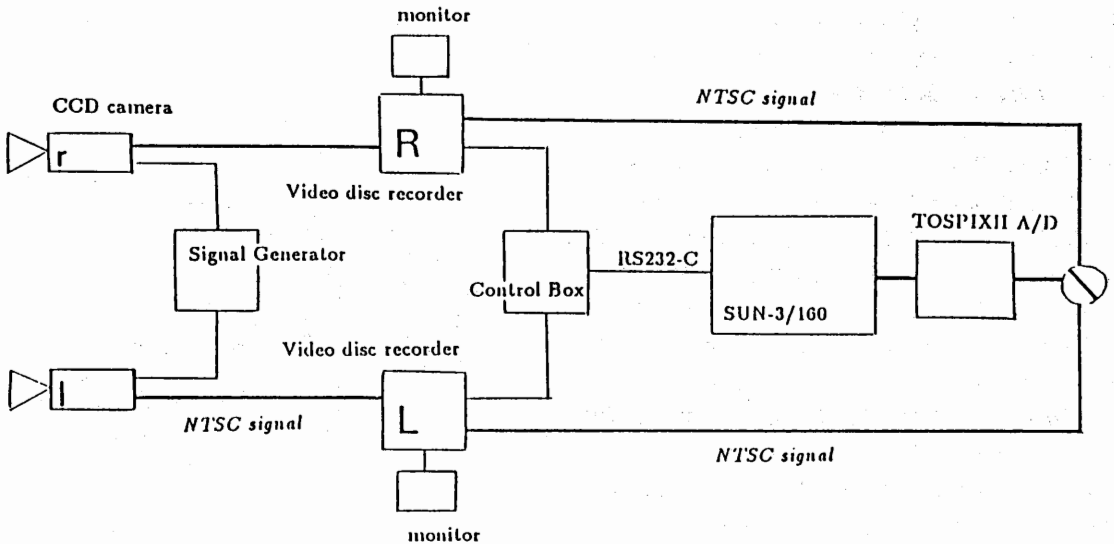 monitor
CCD camera
NTSC signal
r
R
Video disc recorder
TOSPIXII A/D
Signal Generator
RS232-C
Control Box
SUN-3/160
Video disc recorder
l
L
NTSC signal
NTSC signal
monitor